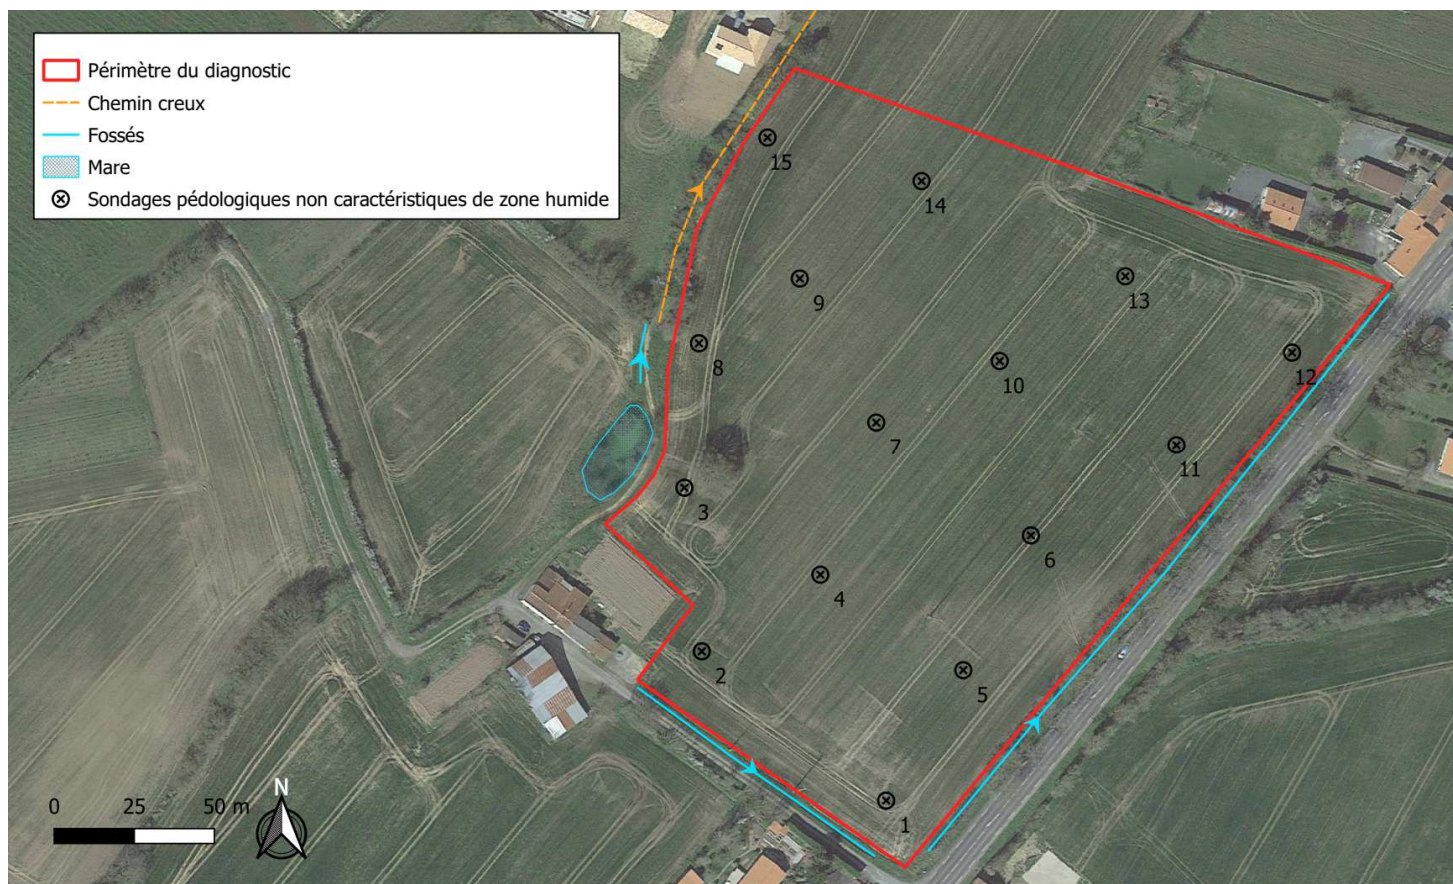 Périmètre du diagnostic
Chemin creux
Fossés
Mare
Sondages pédologiques non caractéristiques de zone humide
15
14
9
13
8
12
10
7
11
3
6
4
2
5
1
N
0 25 50 m